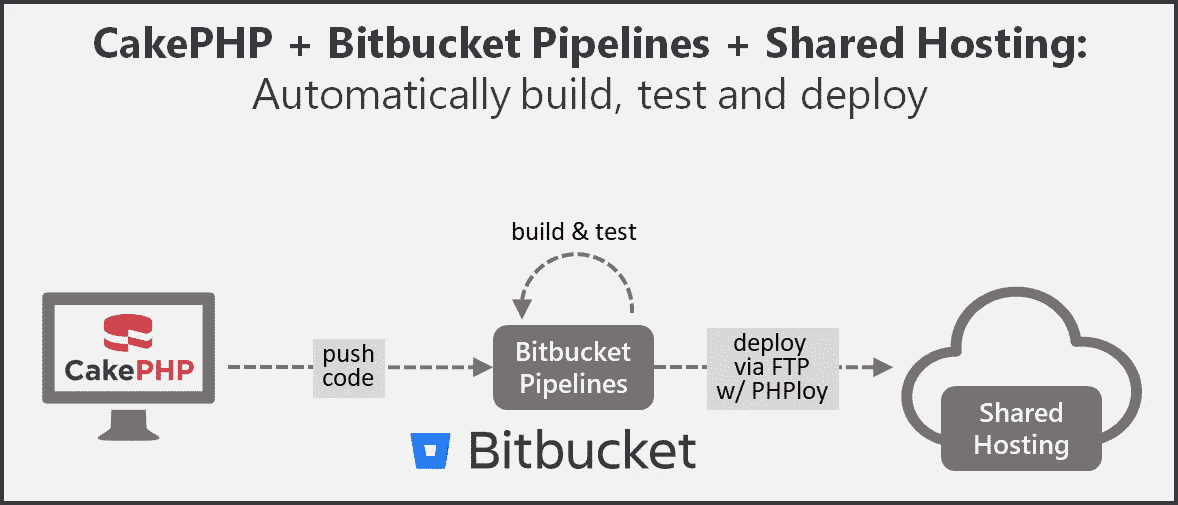 CakePHP + Bitbucket Pipelines + Shared Hosting:
Automatically build, test and deploy
build & test
CakePHP
push
code
Bitbucket
Pipelines
deploy
via FTP
w/ PHPloy
Shared
Hosting
Bitbucket